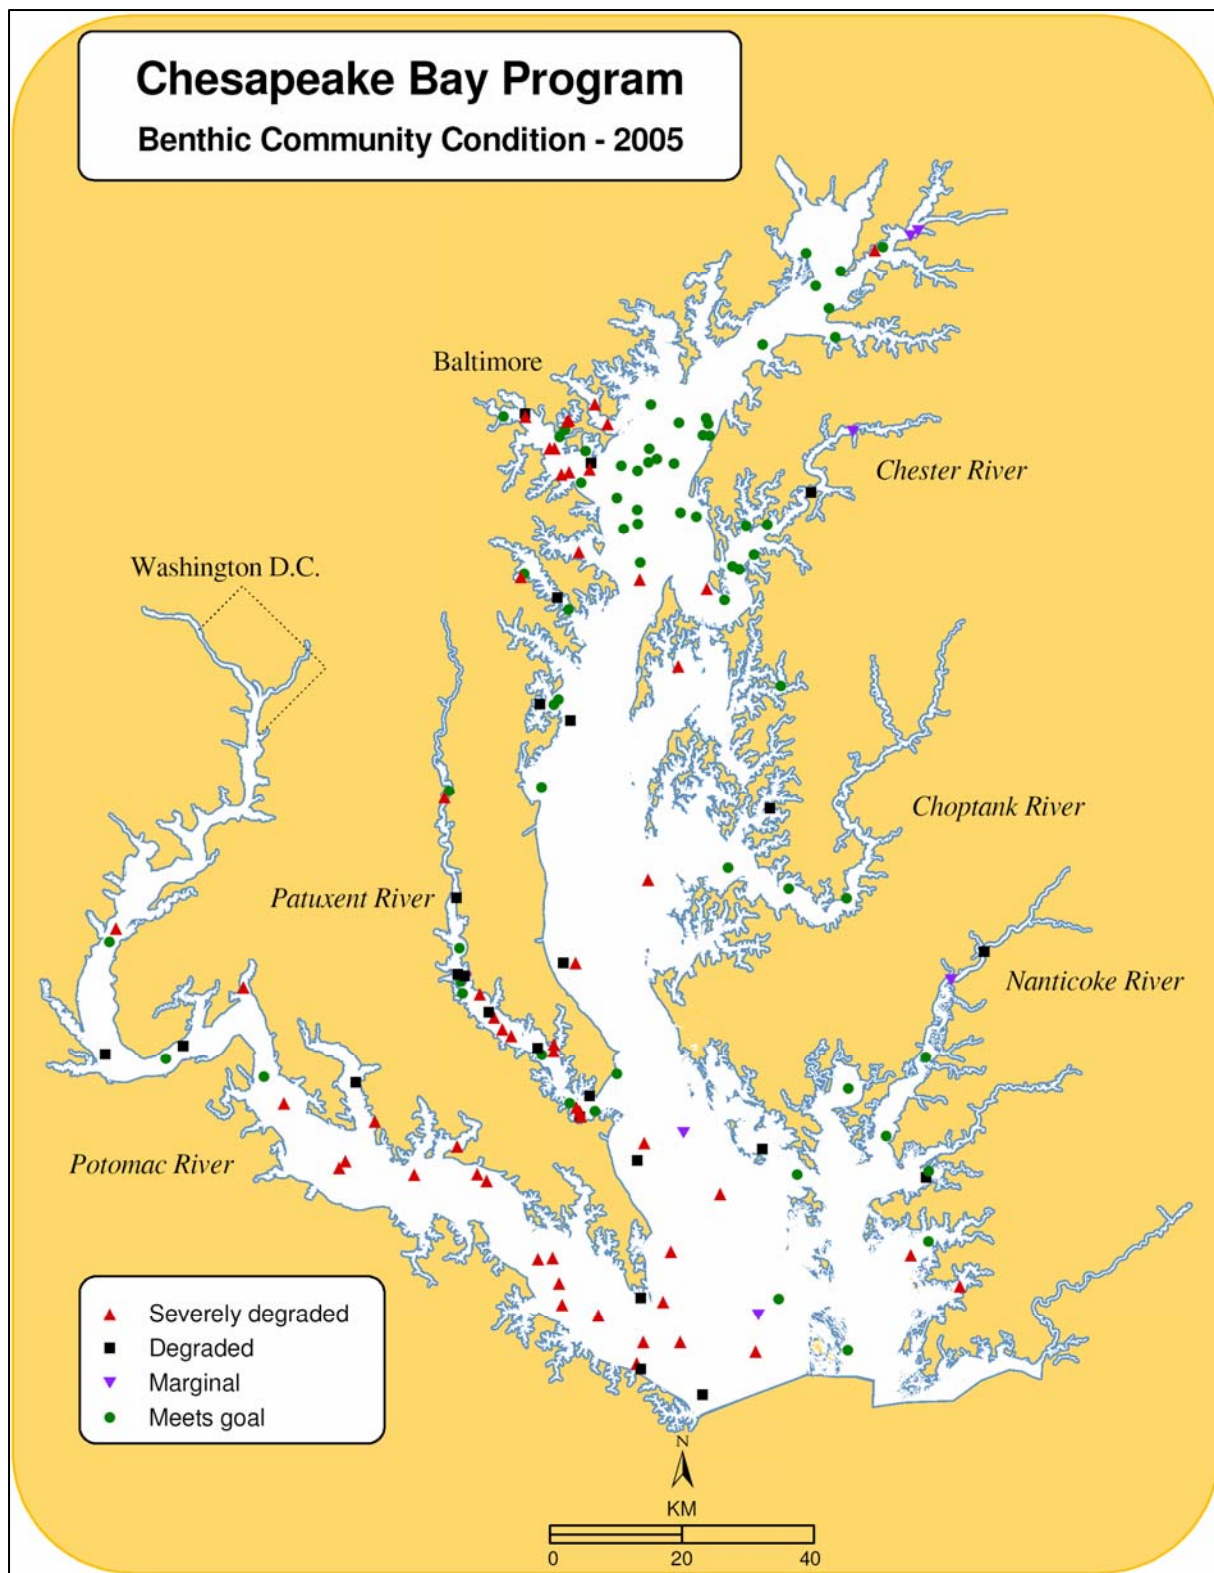 Chesapeake Bay Program
Benthic Community Condition - 2005
Baltimore
Chester River
Washington D.C.
Choptank River
Patuxent River
Nanticoke River
Potomac River
Severely degraded
Degraded
Marginal
Meets goal
N
KM
0 20 40